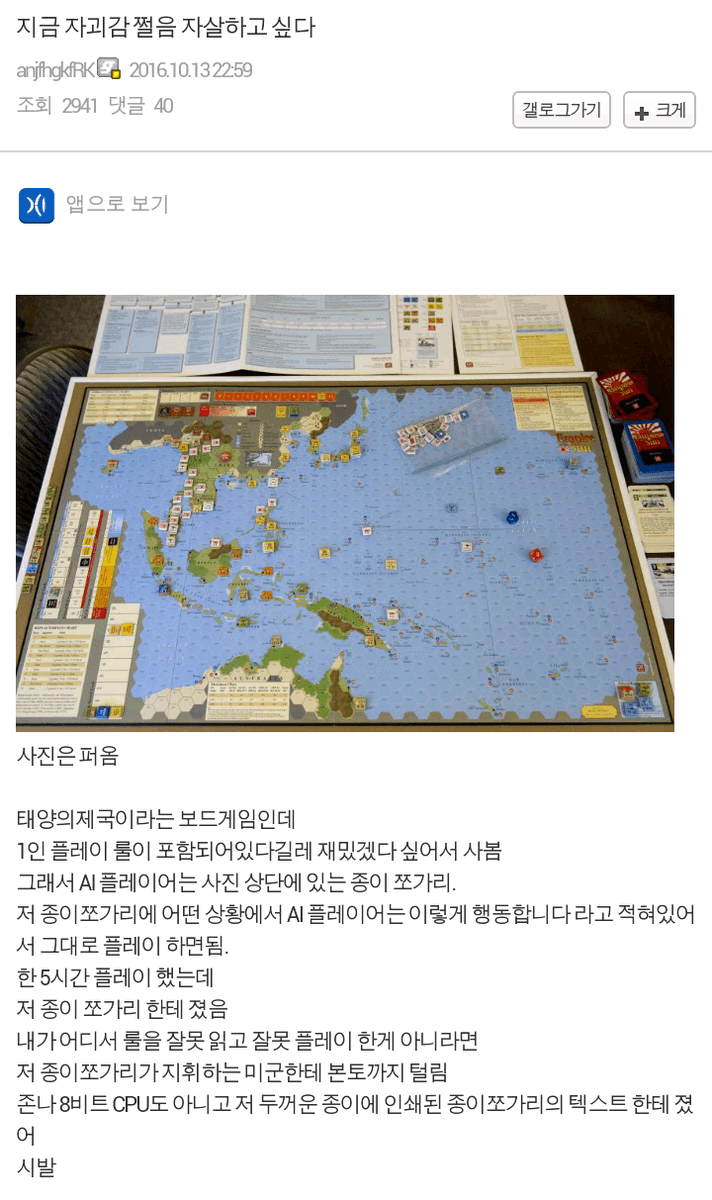 지금 자괴감 쩔음 자살하고 싶다
anjfhgkfRK 2016.10.13 22:59
조회 2941 댓글 40
갤로그가기
크게
앱으로 보기
사진은 퍼옴
태양의제국이라는 보드게임인데
1인 플레이 룰이 포함되어있다길레 재밌겠다 싶어서 사봄
그래서 AI 플레이어는 사진 상단에 있는 종이 쪼가리.
저 종이쪼가리에 어떤 상황에서 AI 플레이어는 이렇게 행동합니다 라고 적혀있어
서 그대로 플레이 하면됨.
한 5시간 플레이 했는데
저 종이 쪼가리 한테 졌음
내가 어디서 룰을 잘못 읽고 잘못 플레이 한게 아니라면
저 종이쪼가리가 지휘하는 미군한테 본토까지 털림
존나 8비트 CPU도 아니고 저 두꺼운 종이에 인쇄된 종이쪼가리의 텍스트 한테 졌
어
시발